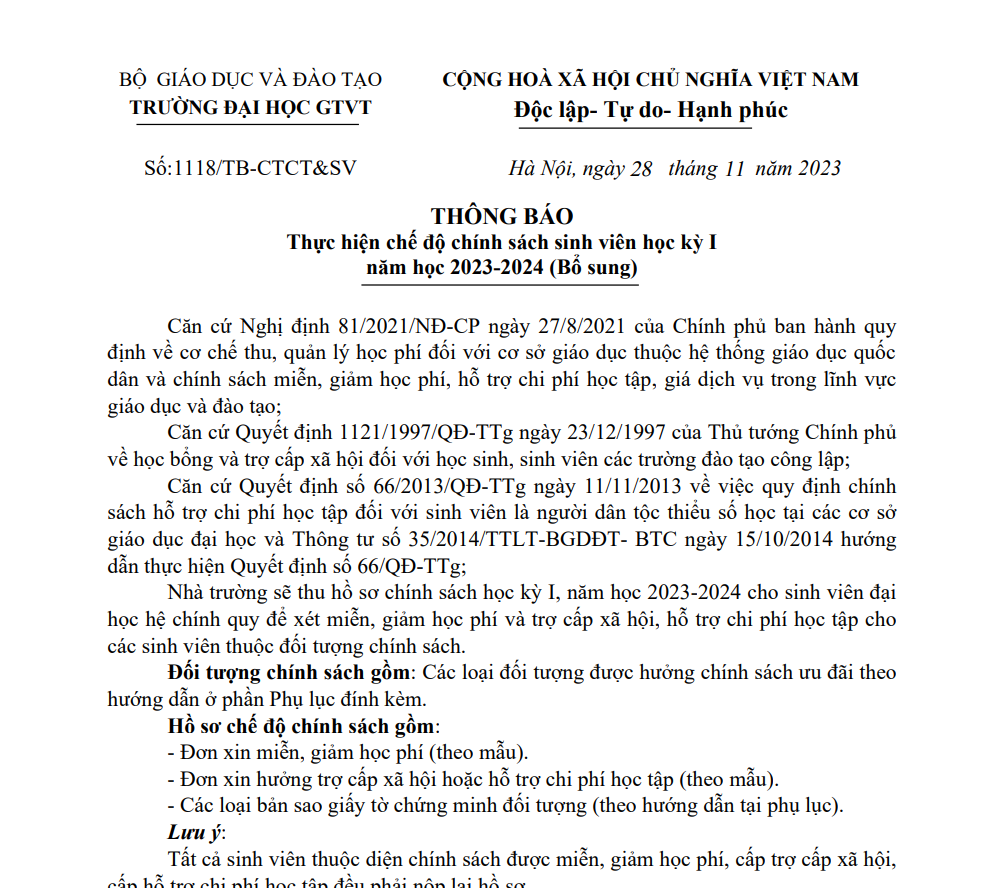 BỘ GIÁO DỤC VÀ ĐÀO TẠO
TRƯỜNG ĐẠI HỌC GTVT
CỘNG HOÀ XÃ HỘI CHỦ NGHĨA VIỆT NAM
Độc lập- Tự do- Hạnh phúc
Số:1118/TB-CTCT&SV
Hà Nội, ngày 28 tháng 11 năm 2023
THÔNG BÁO
Thực hiện chế độ chính sách sinh viên học kỳ I
năm học 2023-2024 (Bổ sung)
Căn cứ Nghị định 81/2021/NĐ-CP ngày 27/8/2021 của Chính phủ ban hành quy
định về cơ chế thu, quản lý học phí đối với cơ sở giáo dục thuộc hệ thống giáo dục quốc
dân và chính sách miễn, giảm học phí, hỗ trợ chi phí học tập, giá dịch vụ trong lĩnh vực
giáo dục và đào tạo;
Căn cứ Quyết định 1121/1997/QĐ-TTg ngày 23/12/1997 của Thủ tướng Chính phủ
về học bổng và trợ cấp xã hội đối với học sinh, sinh viên các trường đào tạo công lập;
Căn cứ Quyết định số 66/2013/QĐ-TTg ngày 11/11/2013 về việc quy định chính
sách hỗ trợ chi phí học tập đối với sinh viên là người dân tộc thiểu số học tại các cơ sở
giáo dục đại học và Thông tư số 35/2014/TTLT-BGDĐT- BTC ngày 15/10/2014 hướng
dẫn thực hiện Quyết định số 66/QĐ-TTg;
Nhà trường sẽ thu hồ sơ chính sách học kỳ I, năm học 2023-2024 cho sinh viên đại
học hệ chính quy để xét miễn, giảm học phí và trợ cấp xã hội, hỗ trợ chi phí học tập cho
các sinh viên thuộc đối tượng chính sách.
Đối tượng chính sách gồm: Các loại đối tượng được hưởng chính sách ưu đãi theo
hướng dẫn ở phần Phụ lục đính kèm.
Hồ sơ chế độ chính sách gồm:
- Đơn xin miễn, giảm học phí (theo mẫu).
- Đơn xin hưởng trợ cấp xã hội hoặc hỗ trợ chi phí học tập (theo mẫu).
- Các loại bản sao giấy tờ chứng minh đối tượng (theo hướng dẫn tại phụ lục).
Lưu ý:
Tất cả sinh viên thuộc diện chính sách được miễn, giảm học phí, cấp trợ cấp xã hội,
cấp hỗ trợ chi phí học tập đều phải nộp lại hồ sơ.